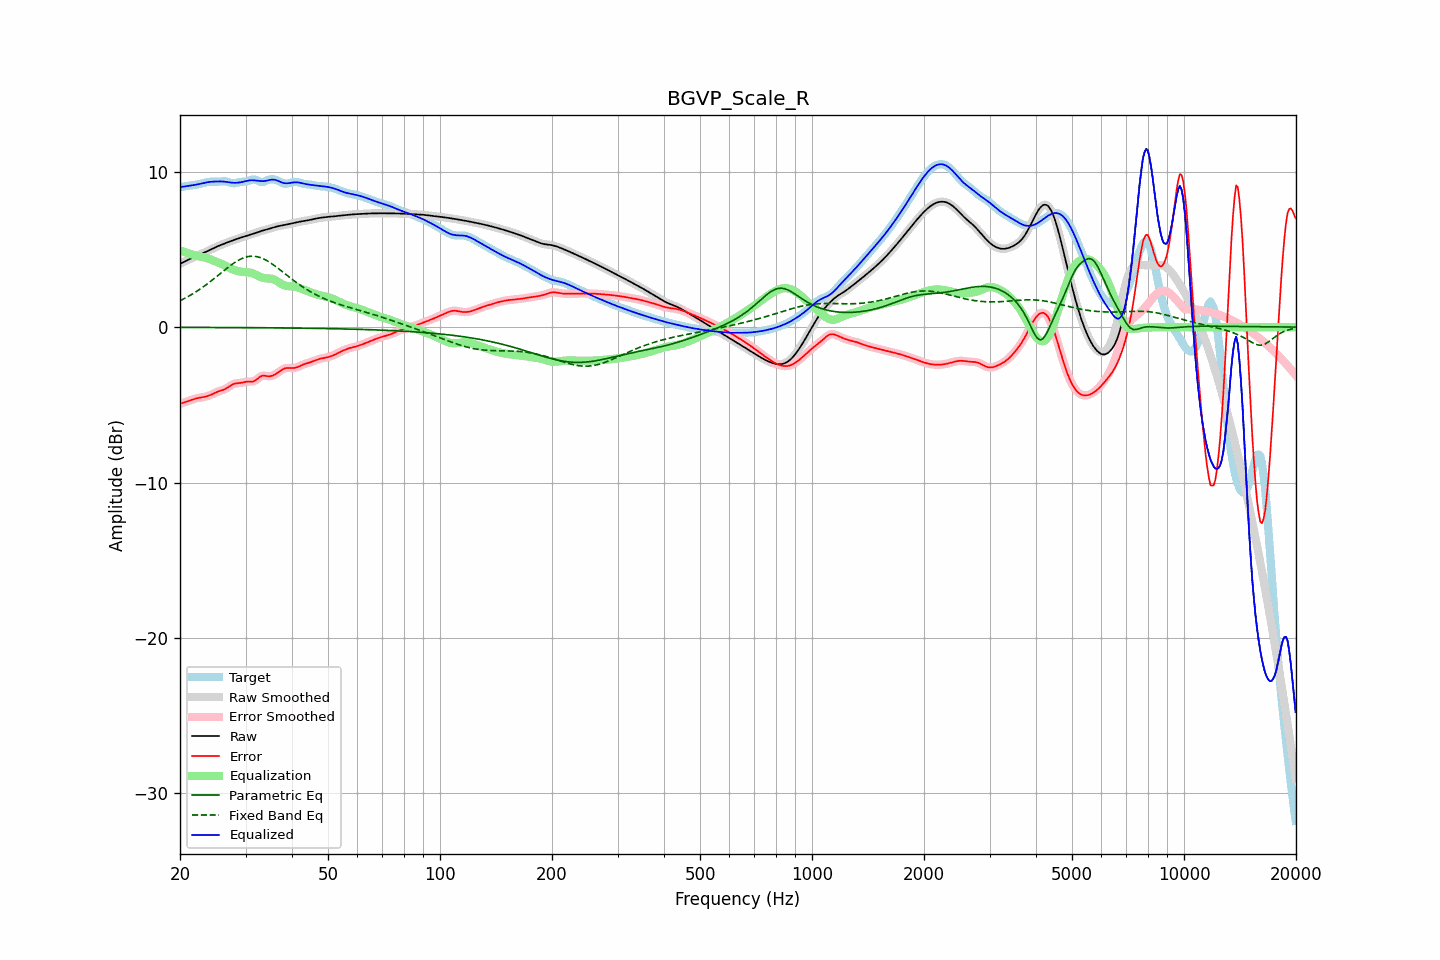 BGVP_Scale_R
Amplitude (dBr)
10
0
−10
−20
−30
Target
Raw Smoothed
Error Smoothed
Raw
Error
Equalization
Parametric Eq
Fixed Band Eq
Equalized
20 50 100 200 500 1000 2000 5000 10000 20000
Frequency (Hz)